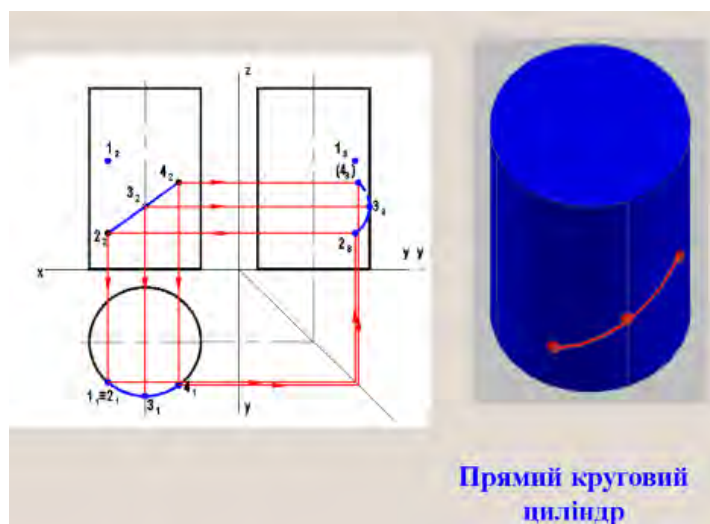 z
1₂
1₃
4₂
(4₃)
3₂
3₃
2₂
2₃
x
y y
1₁≡2₁
3₁
4₁
y
Прямий круговий
циліндр